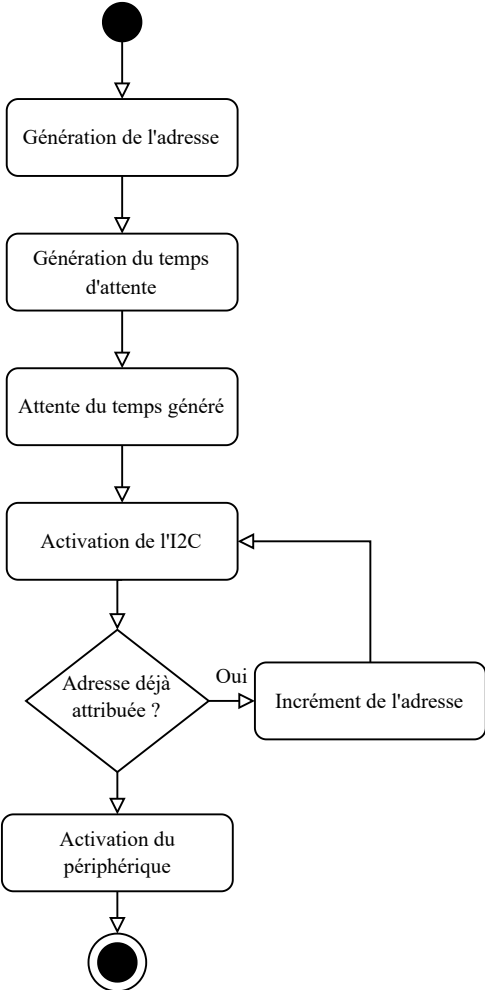 Génération de l'adresse
Génération du temps
d'attente
Attente du temps généré
Activation de l'I2C
Adresse déjà
attribuée ?
Oui
Incrément de l'adresse
Activation du
périphérique